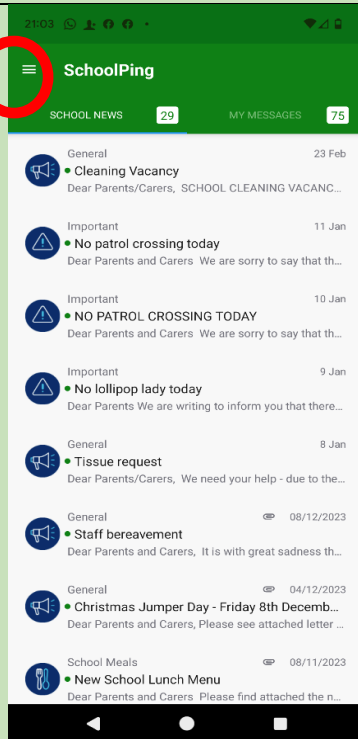 21:03
SchoolPing
SCHOOL NEWS 29 MY MESSAGES 75
General 23 Feb
Cleaning Vacancy
Dear Parents/Carers, SCHOOL CLEANING VACANC...
Important 11 Jan
No patrol crossing today
Dear Parents and Carers We are sorry to say that th...
Important 10 Jan
NO PATROL CROSSING TODAY
Dear Parents and Carers We are sorry to say that th...
Important 9 Jan
No lollipop lady today
Dear Parents We are writing to inform you that there...
General 8 Jan
Tissue request
Dear Parents/Carers, We need your help - due to the...
General 08/12/2023
Staff bereavement
Dear Parents and Carers, It is with great sadness th...
General 04/12/2023
Christmas Jumper Day - Friday 8th Decemb...
Dear Parents and Carers, Please see attached letter ...
School Meals 08/11/2023
New School Lunch Menu
Dear Parents and Carers Please find attached the n...